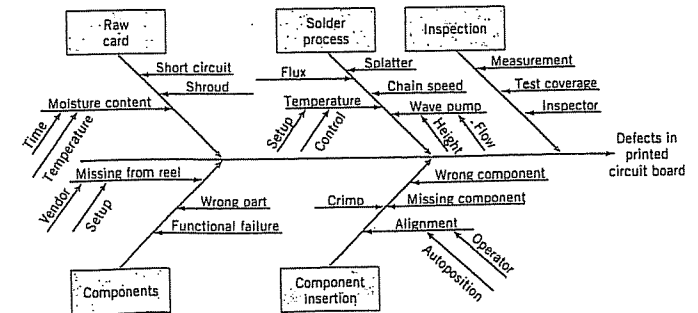 Raw
card
Solder
process
Inspection
Short circuit
Shroud
Moisture content
Time
Temperature
Splatter
Flux
Chain speed
Temperature
Setup
Control
Wave pump
Height
Flow
Measurement
Test coverage
Inspector
Defects in
printed
circuit board
Missing from reel
Vendor
Setup
Wrong part
Functional failure
Components
Wrong component
Crimp
Missing component
Alignment
Operator
Autoposition
Component
insertion